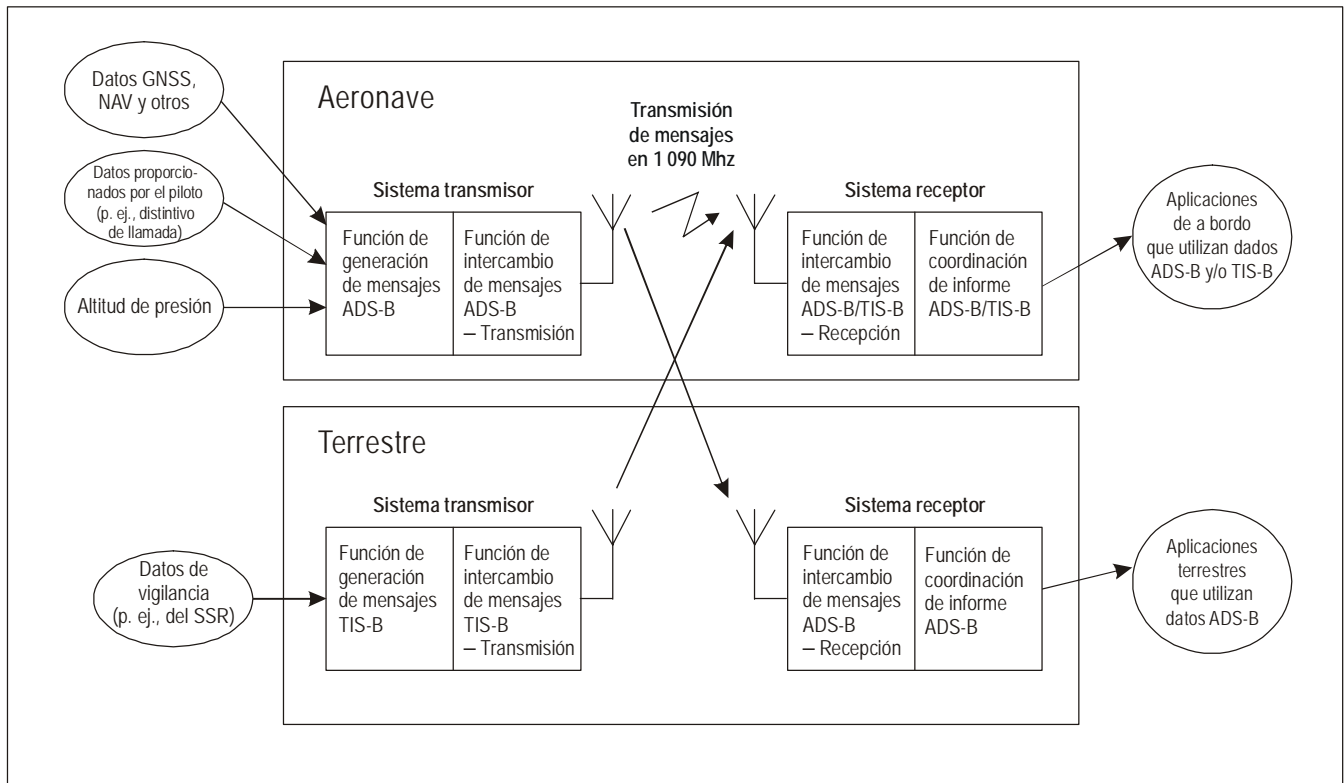 Datos GNSS,
NAV y otros
Datos proporcio-
nados por el piloto
(p. ej., distintivo
de llamada)
Altitud de presión
Aeronave
Transmisión
de mensajes
en 1 090 Mhz
Sistema transmisor
Función de
generación
de mensajes
ADS-B
Función de
intercambio
de mensajes
ADS-B
– Transmisión
Sistema receptor
Función de
intercambio
de mensajes
ADS-B/TIS-B
– Recepción
Función de
coordinación
de informe
ADS-B/TIS-B
Aplicaciones
de a bordo
que utilizan dados
ADS-B y/o TIS-B
Terrestre
Datos de
vigilancia
(p. ej., del SSR)
Sistema transmisor
Función de
generación
de mensajes
TIS-B
Función de
intercambio
de mensajes
TIS-B
– Transmisión
Sistema receptor
Función de
intercambio
de mensajes
ADS-B
– Recepción
Función de
coordinación
de informe
ADS-B
Aplicaciones
terrestres
que utilizan
datos ADS-B